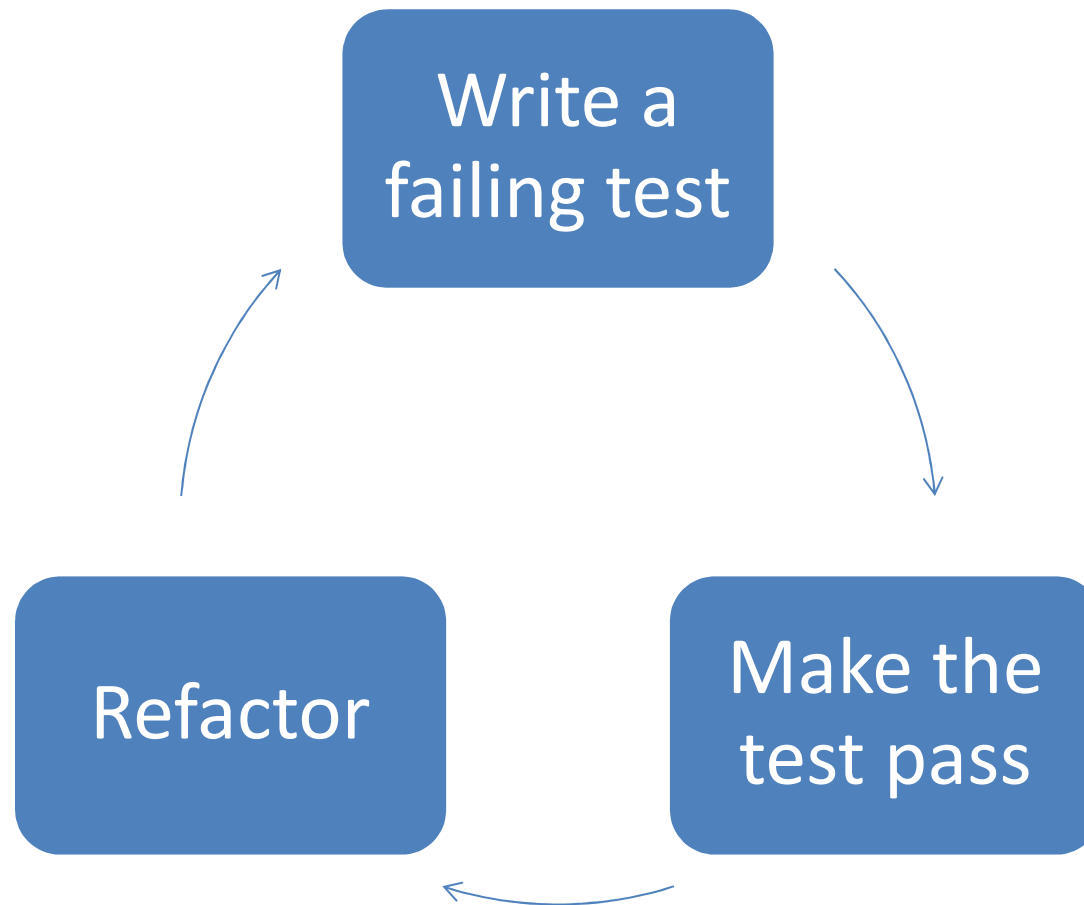 Write a
failing test
Make the
test pass
Refactor